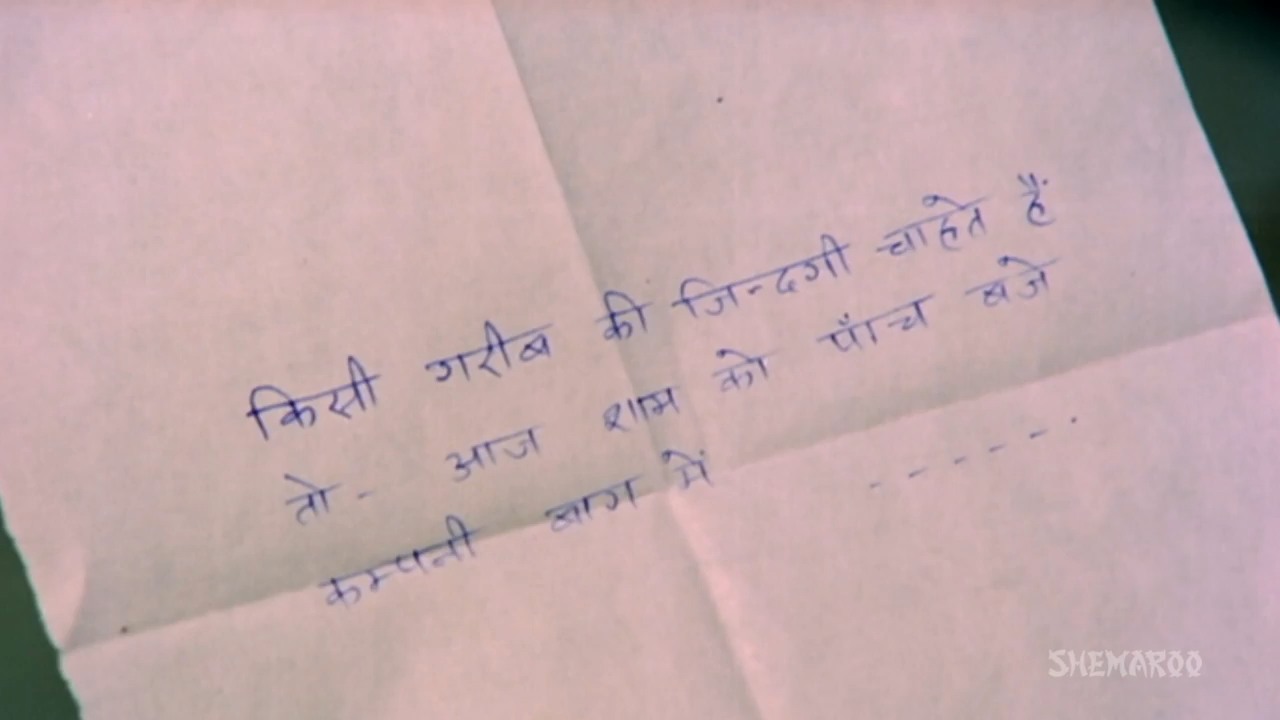 किसी गरीब की जिन्दगी चाहते हैं
तो - आज शाम को पाँच बजे
कम्पनी बाग में - - - - - -
SHEMAROO